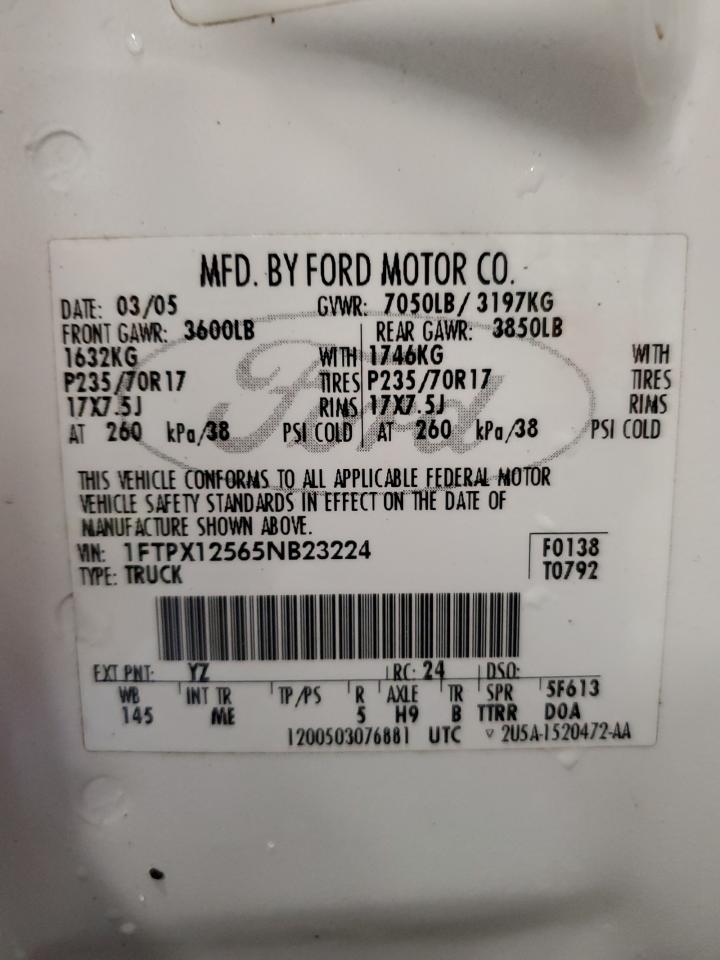 MFD. BY FORD MOTOR CO.
DATE: 03/05 GVWR: 7050LB / 3197KG
FRONT GAWR: 3600LB REAR GAWR: 3850LB
1632KG WITH 1746KG WITH
P235/70R17 TIRES P235/70R17 TIRES
17X7.5J RIMS 17X7.5J RIMS
AT 260 kPa/38 PSI COLD AT 260 kPa/38 PSI COLD
Ford
THIS VEHICLE CONFORMS TO ALL APPLICABLE FEDERAL MOTOR
VEHICLE SAFETY STANDARDS IN EFFECT ON THE DATE OF
MANUFACTURE SHOWN ABOVE.
VIN: 1FTPX12565NB23224 F0138
TYPE: TRUCK T0792
EXT PNT: YZ RC: 24 DSO:
WB INT TR TP/PS R AXLE TR SPR 5F613
145 ME 5 H9 B TTRR DOA
1200503076881 UTC ▽ 2U5A-1520472-AA